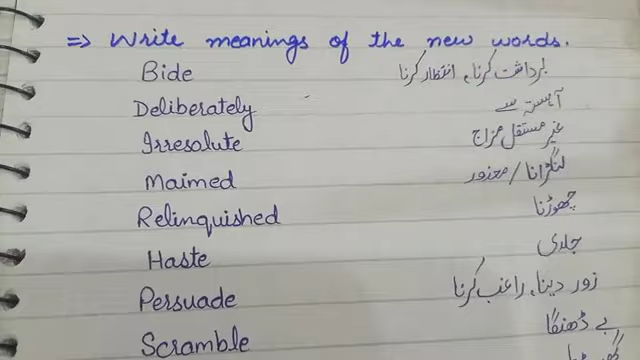 ⇒ Write meanings of the new words.
Bide برداشت کرنا، انتظار کرنا
Deliberately آہستہ سے
Irresolute غیر مستقل مزاج
Maimed لنگڑانا/معذور
Relinquished چھوڑنا
Haste جلدی
Persuade زور دینا، راغب کرنا
Scramble بے ڈھنگا